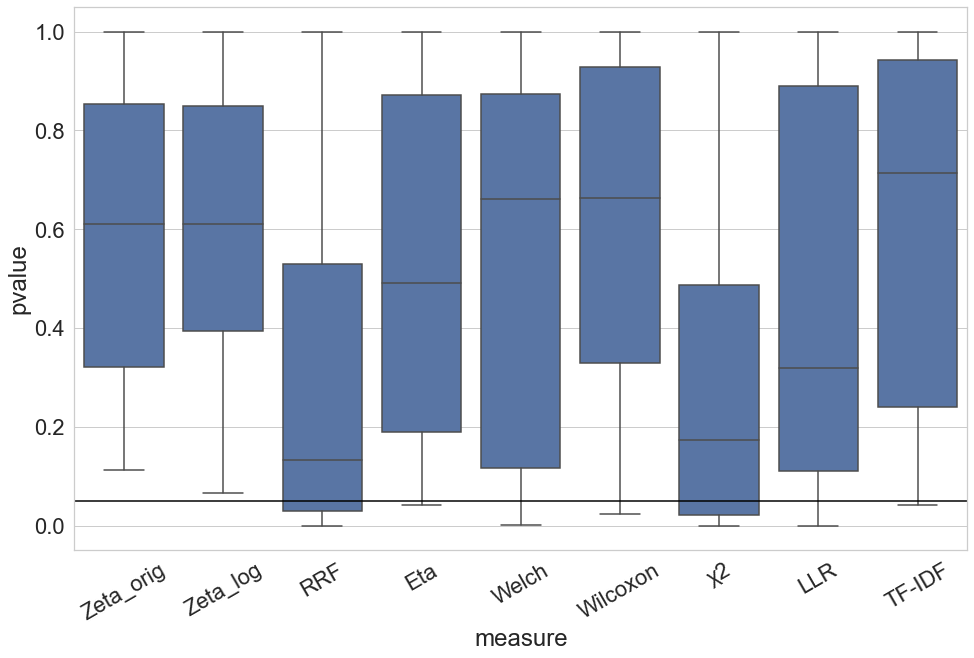 1.0
0.8
0.6
0.4
0.2
0.0
pvalue
Zeta_orig
Zeta_log
RRF
Eta
Welch
Wilcoxon
χ2
LLR
TF-IDF
measure